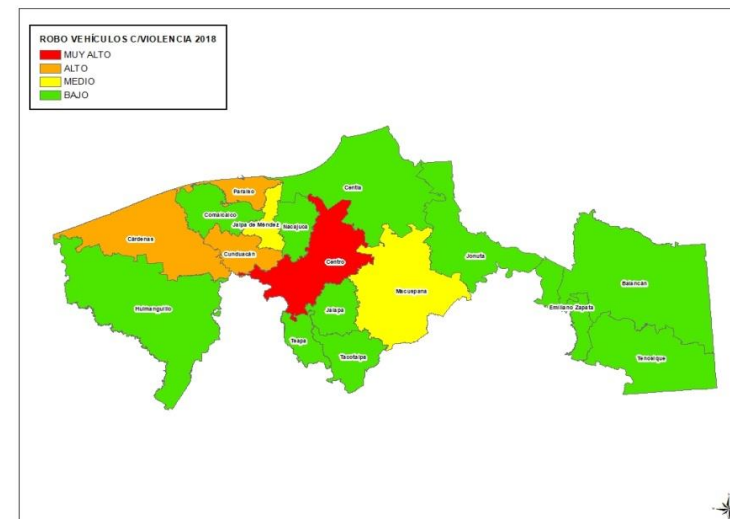 ROBO VEHÍCULOS C/VIOLENCIA 2018
MUY ALTO
ALTO
MEDIO
BAJO
Centla
Paraíso
Comalcalco
Jalpa de Méndez
Nacajuca
Cárdenas
Cunduacán
Centro
Jonuta
Macuspana
Balancán
Huimanguillo
Jalapa
Emiliano Zapata
Teapa
Tacotalpa
Tenosique